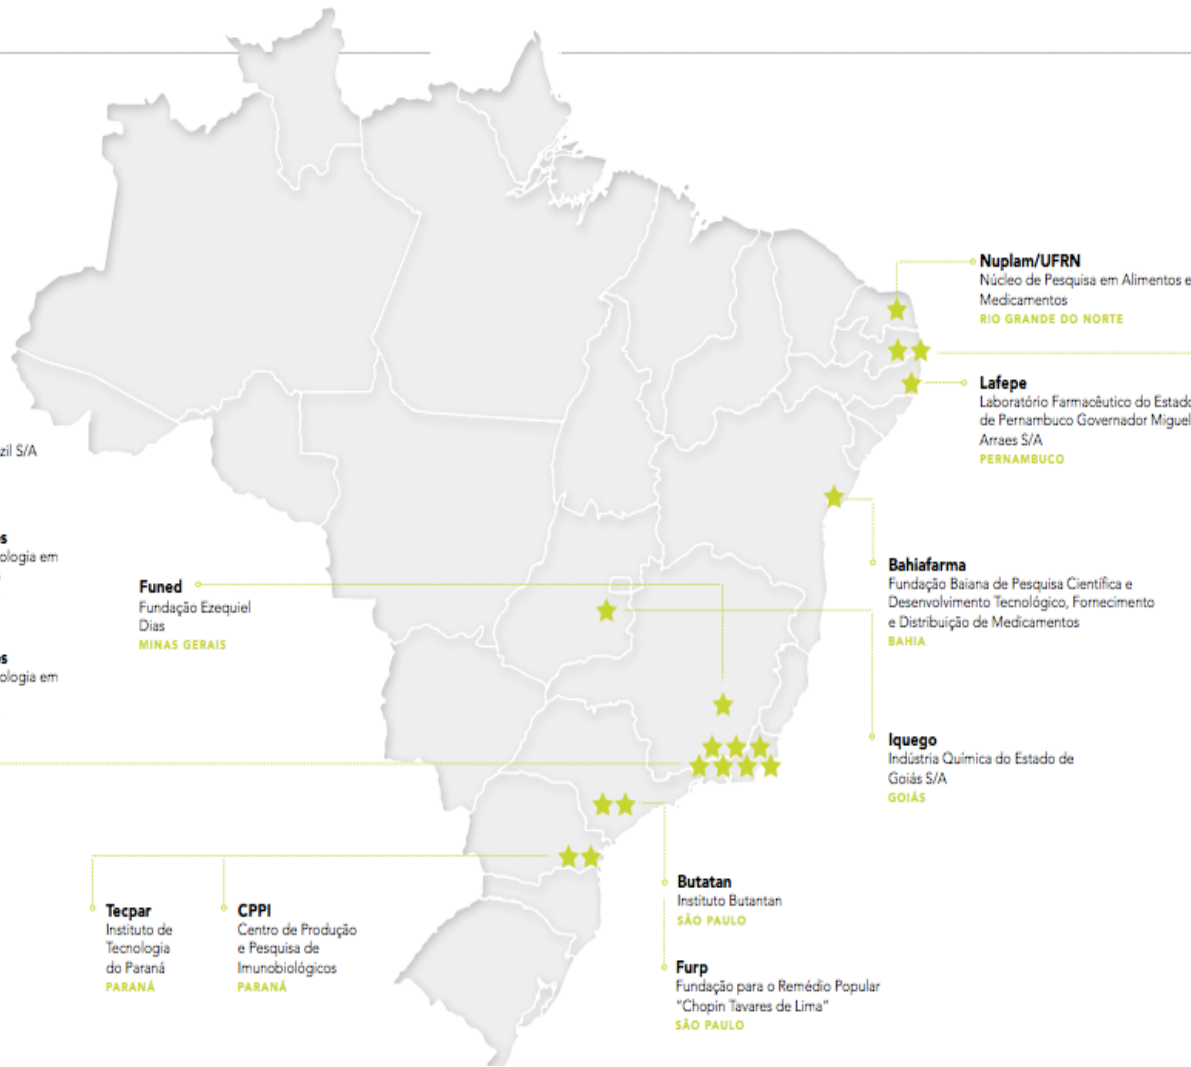 Nuplam/UFRN
Núcleo de Pesquisa em Alimentos e
Medicamentos
RIO GRANDE DO NORTE
Lafepe
Laboratório Farmacêutico do Estado
de Pernambuco Governador Miguel
Arraes S/A
PERNAMBUCO
zil S/A
s
ologia em
Funed
Fundação Ezequiel
Dias
MINAS GERAIS
Bahiafarma
Fundação Baiana de Pesquisa Científica e
Desenvolvimento Tecnológico, Fornecimento
e Distribuição de Medicamentos
BAHIA
s
ologia em
Iquego
Indústria Química do Estado de
Goiás S/A
GOIÁS
Tecpar
Instituto de
Tecnologia
do Paraná
PARANÁ
CPPI
Centro de Produção
e Pesquisa de
Imunobiológicos
PARANÁ
Butatan
Instituto Butantan
SÃO PAULO
Furp
Fundação para o Remédio Popular
"Chopin Tavares de Lima"
SÃO PAULO